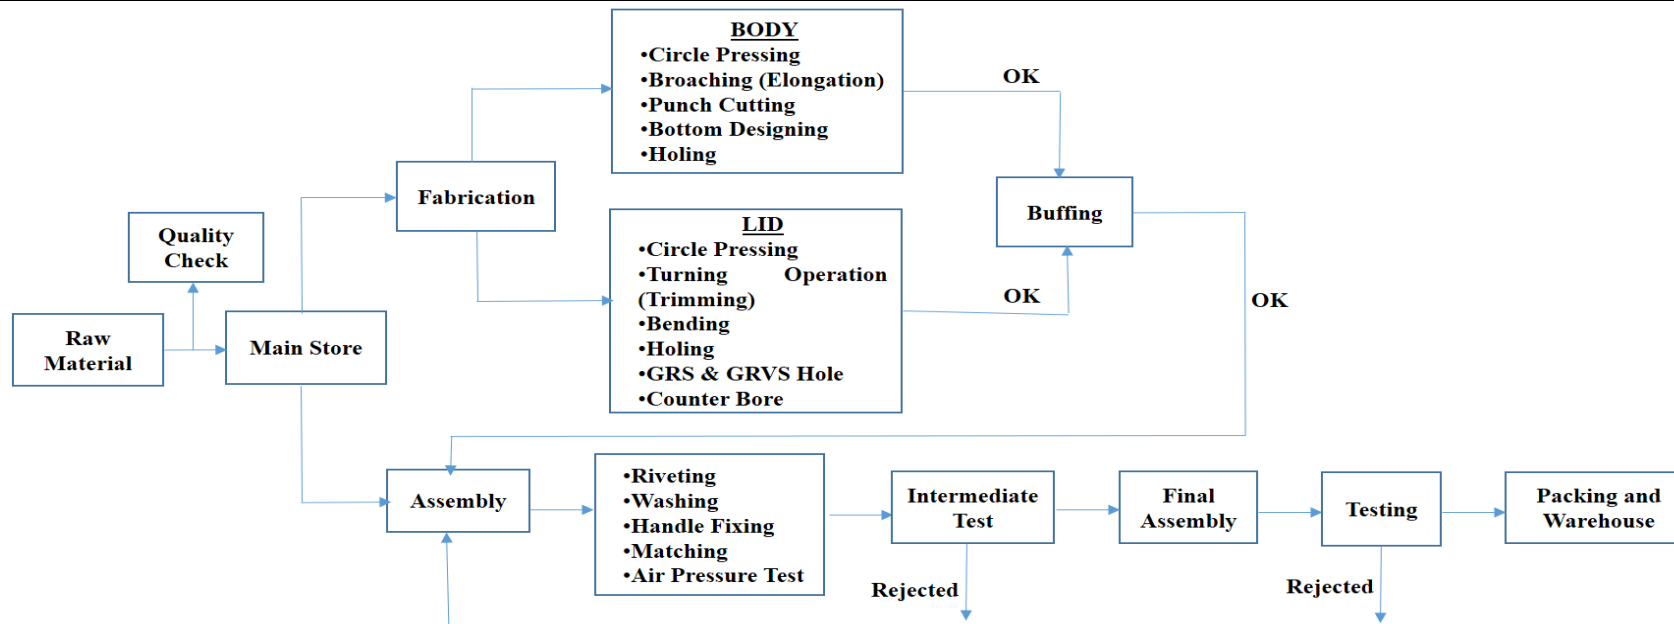 BODY
•Circle Pressing
•Broaching (Elongation)
•Punch Cutting
•Bottom Designing
•Holing
OK
Fabrication
Buffing
LID
•Circle Pressing
•Turning Operation
(Trimming)
•Bending
•Holing
•GRS & GRVS Hole
•Counter Bore
OK
OK
Quality
Check
Raw
Material
Main Store
Assembly
•Riveting
•Washing
•Handle Fixing
•Matching
•Air Pressure Test
Intermediate
Test
Final
Assembly
Testing
Packing and
Warehouse
Rejected
Rejected